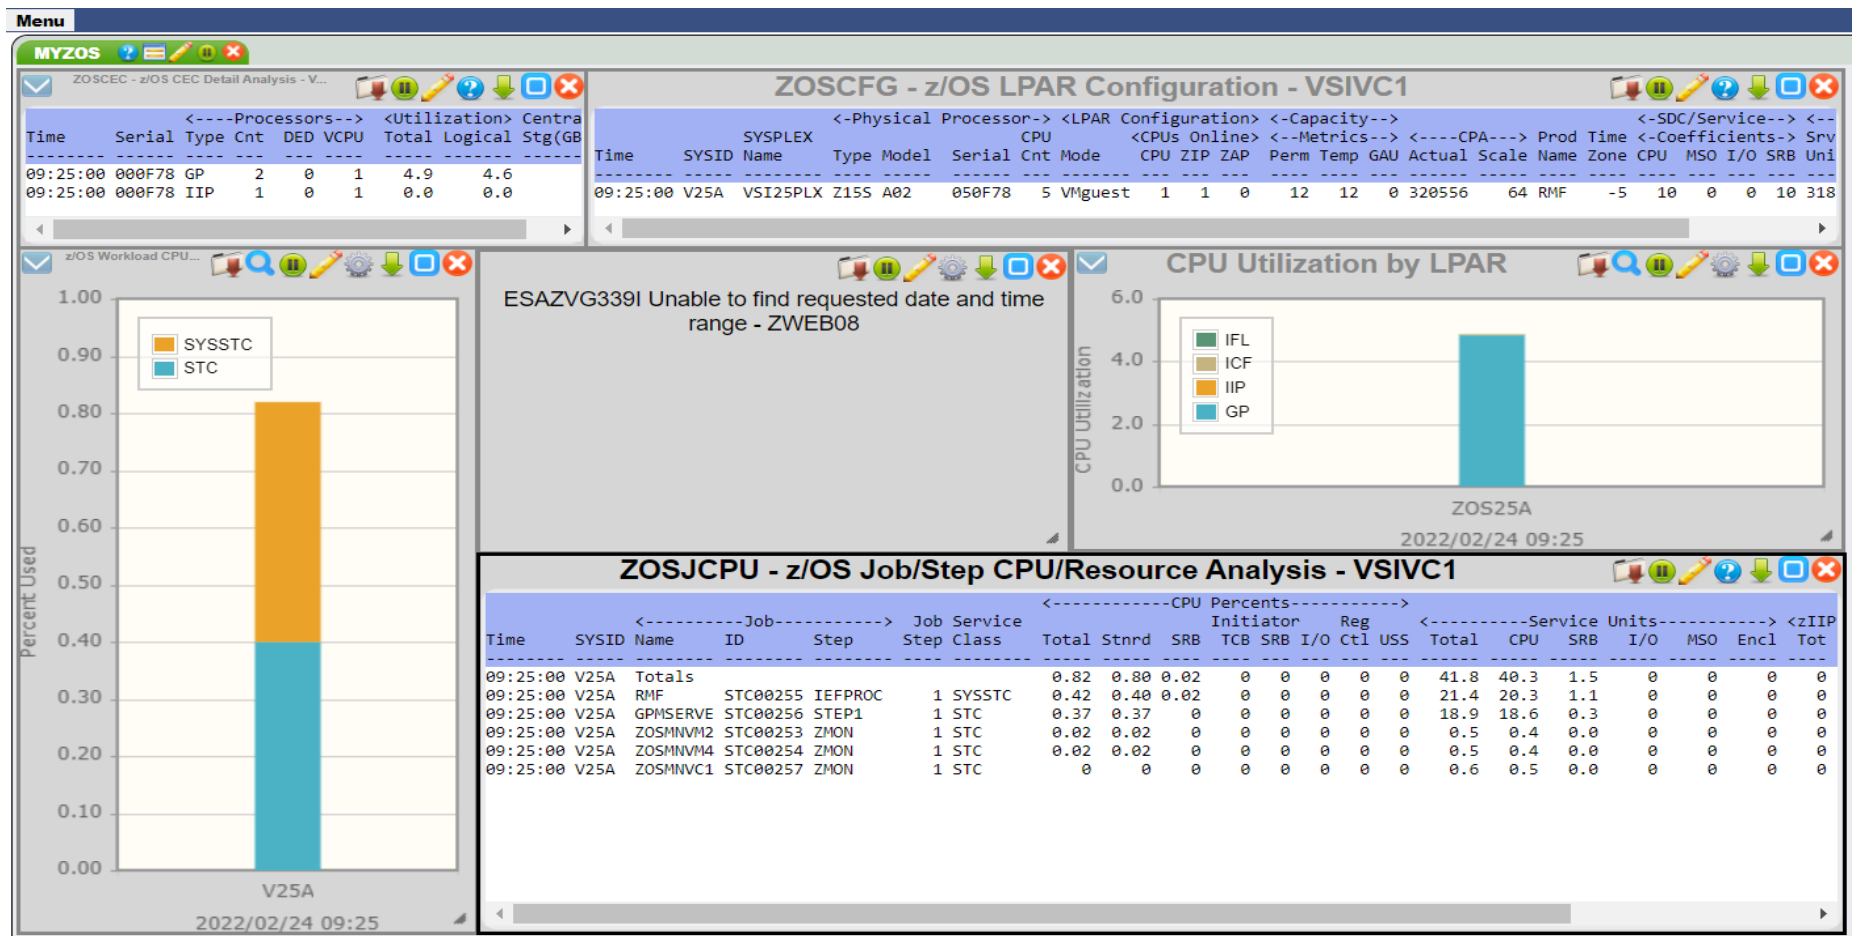 Menu
MYZOS
ZOSCEC - z/OS CEC Detail Analysis - V...
<----Processors--> <Utilization> Centra
Time Serial Type Cnt DED VCPU Total Logical Stg(GB
-------- ------ ---- --- --- ---- ----- ------- ------
09:25:00 000F78 GP 2 0 1 4.9 4.6
09:25:00 000F78 IIP 1 0 1 0.0 0.0
ZOSCFG - z/OS LPAR Configuration - VSIVC1
<-Physical Processor-> <LPAR Configuration> <-Capacity--> <-SDC/Service--> <--
SYSPLEX CPU <CPUs Online> <--Metrics--> <----CPA---> Prod Time <-Coefficients-> Srv
Time SYSID Name Type Model Serial Cnt Mode CPU ZIP ZAP Perm Temp GAU Actual Scale Name Zone CPU MSO I/O SRB Uni
09:25:00 V25A VSI25PLX Z15S A02 050F78 5 VMguest 1 1 0 12 12 0 320556 64 RMF -5 10 0 0 10 318
z/OS Workload CPU...
1.00
0.90
0.80
0.70
0.60
0.50
0.40
0.30
0.20
0.10
0.00
Percent Used
SYSSTC
STC
V25A
2022/02/24 09:25
ESAZVG339I Unable to find requested date and time
range - ZWEB08
CPU Utilization by LPAR
6.0
4.0
2.0
0.0
CPU Utilization
IFL
ICF
IIP
GP
ZOS25A
2022/02/24 09:25
ZOSJCPU - z/OS Job/Step CPU/Resource Analysis - VSIVC1
<------------CPU Percents----------->
<----------Job-----------> Job Service Initiator Reg <----------Service Units-----------> <zIIP
Time SYSID Name ID Step Step Class Total Stnrd SRB TCB SRB I/O Ctl USS Total CPU SRB I/O MSO Encl Tot
09:25:00 V25A Totals 0.82 0.80 0.02 0 0 0 0 0 41.8 40.3 1.5 0 0 0 0
09:25:00 V25A RMF STC00255 IEFPROC 1 SYSSTC 0.42 0.40 0.02 0 0 0 0 0 21.4 20.3 1.1 0 0 0 0
09:25:00 V25A GPMSERVE STC00256 STEP1 1 STC 0.37 0.37 0 0 0 0 0 0 18.9 18.6 0.3 0 0 0 0
09:25:00 V25A ZOSMNVM2 STC00253 ZMON 1 STC 0.02 0.02 0 0 0 0 0 0 0.5 0.4 0.0 0 0 0 0
09:25:00 V25A ZOSMNVM4 STC00254 ZMON 1 STC 0.02 0.02 0 0 0 0 0 0 0.5 0.4 0.0 0 0 0 0
09:25:00 V25A ZOSMNVC1 STC00257 ZMON 1 STC 0 0 0 0 0 0 0 0 0.6 0.5 0.0 0 0 0 0